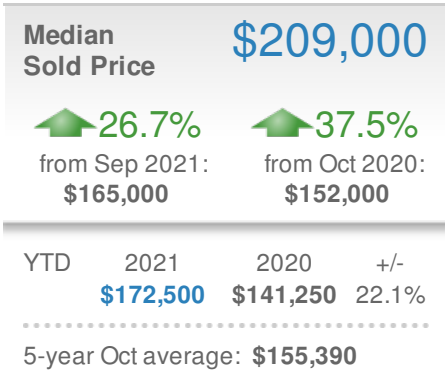 Median $209,000
Sold Price
26.7% 37.5%
from Sep 2021: from Oct 2020:
$165,000 $152,000
YTD 2021 2020 +/-
$172,500 $141,250 22.1%
5-year Oct average: $155,390